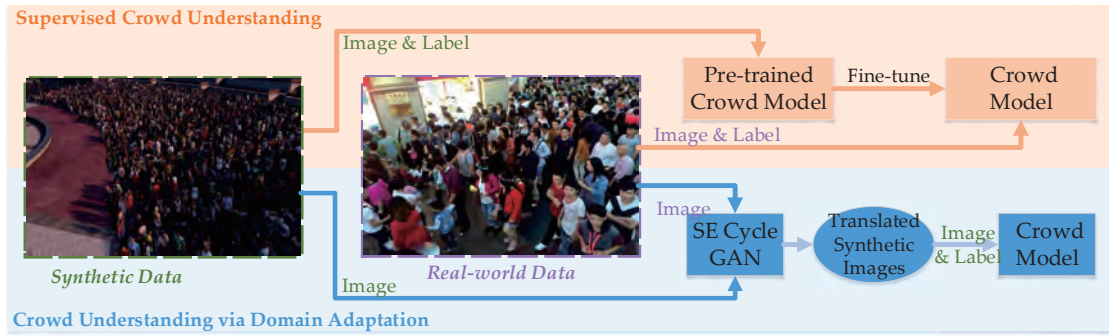 Supervised Crowd Understanding
Image & Label
Pre-trained
Crowd Model
Fine-tune
Crowd
Model
Image & Label
Synthetic Data
Real-world Data
Image
Image
SE Cycle
GAN
Translated
Synthetic
Images
Image
& Label
Crowd
Model
Crowd Understanding via Domain Adaptation